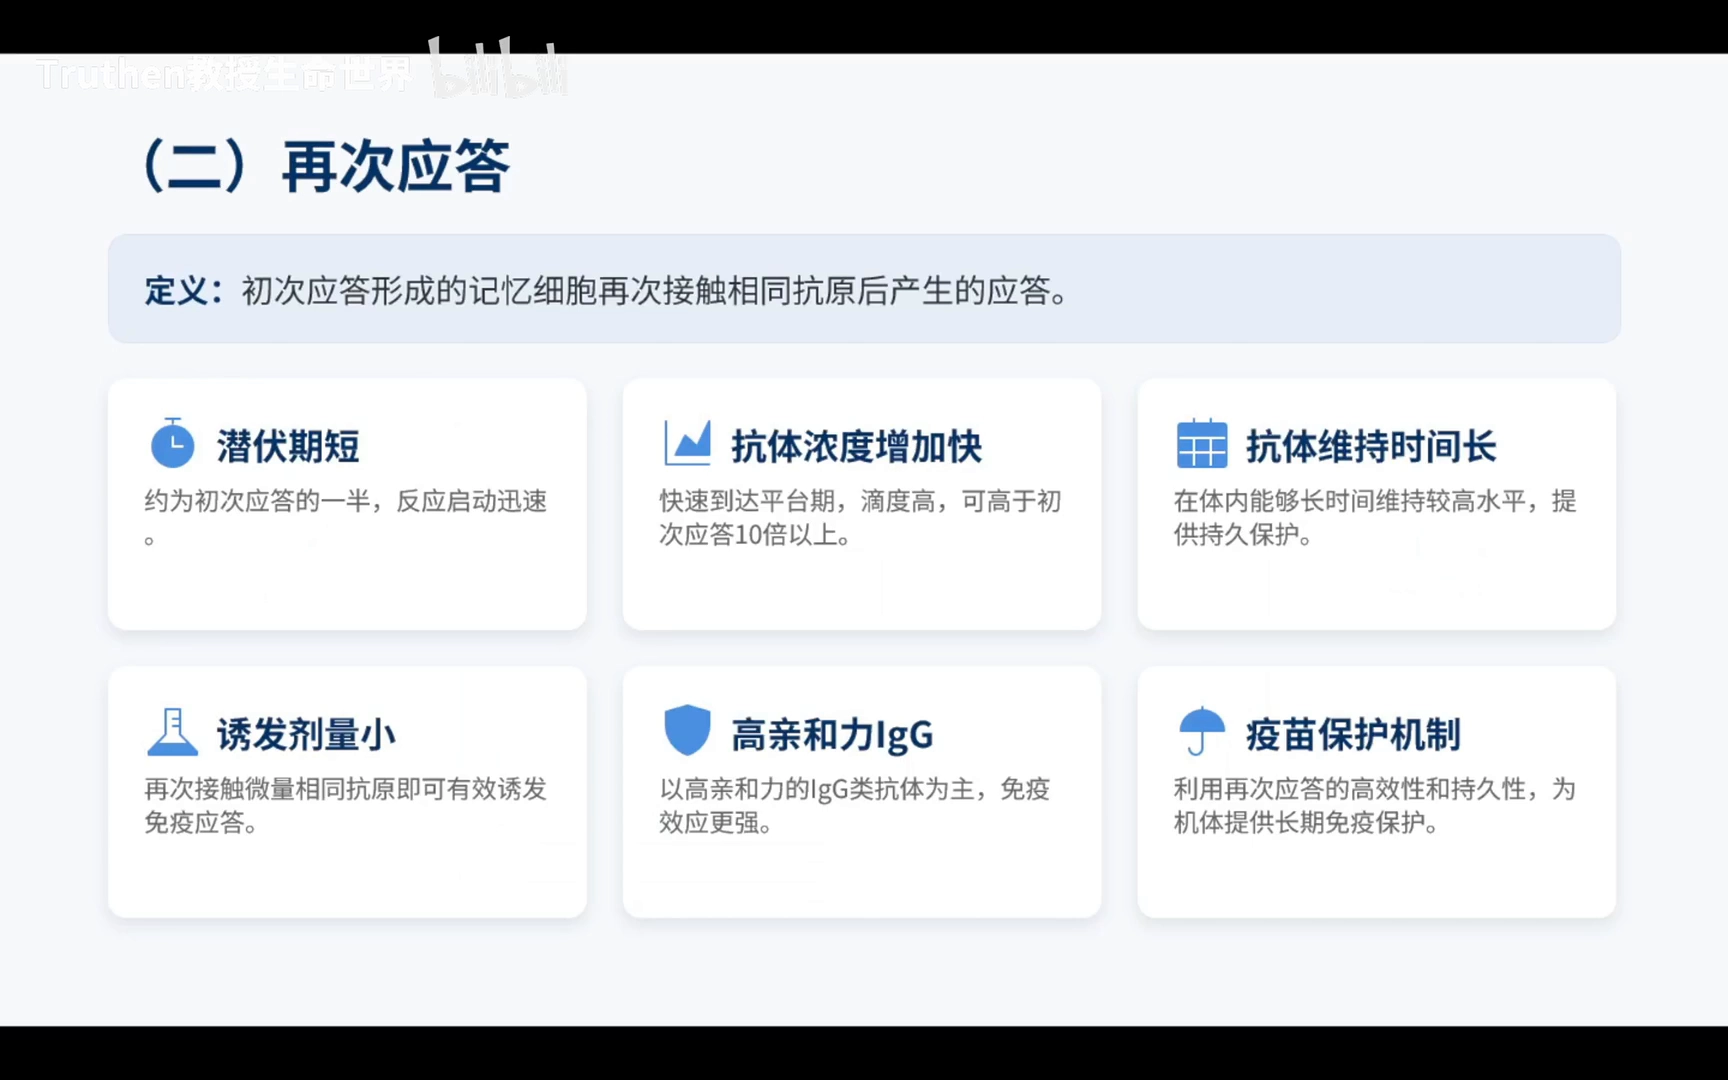 Truthen教授生命世界 bilibili
（二）再次应答
定义：初次应答形成的记忆细胞再次接触相同抗原后产生的应答。
潜伏期短
约为初次应答的一半，反应启动迅速
。
抗体浓度增加快
快速到达平台期，滴度高，可高于初
次应答10倍以上。
抗体维持时间长
在体内能够长时间维持较高水平，提
供持久保护。
诱发剂量小
再次接触微量相同抗原即可有效诱发
免疫应答。
高亲和力IgG
以高亲和力的IgG类抗体为主，免疫
效应更强。
疫苗保护机制
利用再次应答的高效性和持久性，为
机体提供长期免疫保护。